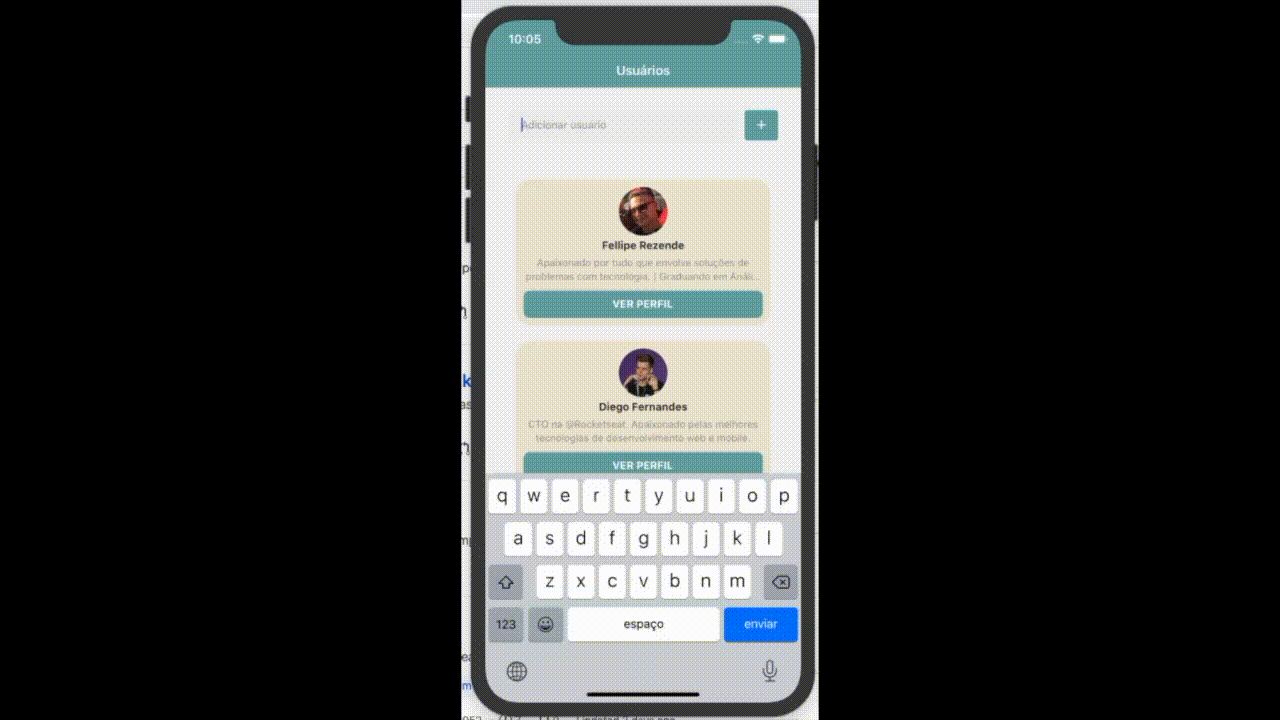 10:05
Usuários
Adicionar usuario
+
Fellipe Rezende
Apaixonado por tudo que envolve soluções de
problemas com tecnologia. | Graduando em Análi...
VER PERFIL
Diego Fernandes
CTO na @Rocketseat. Apaixonado pelas melhores
tecnologias de desenvolvimento web e mobile.
VER PERFIL
q w e r t y u i o p
a s d f g h j k l
z x c v b n m
123 espaço enviar